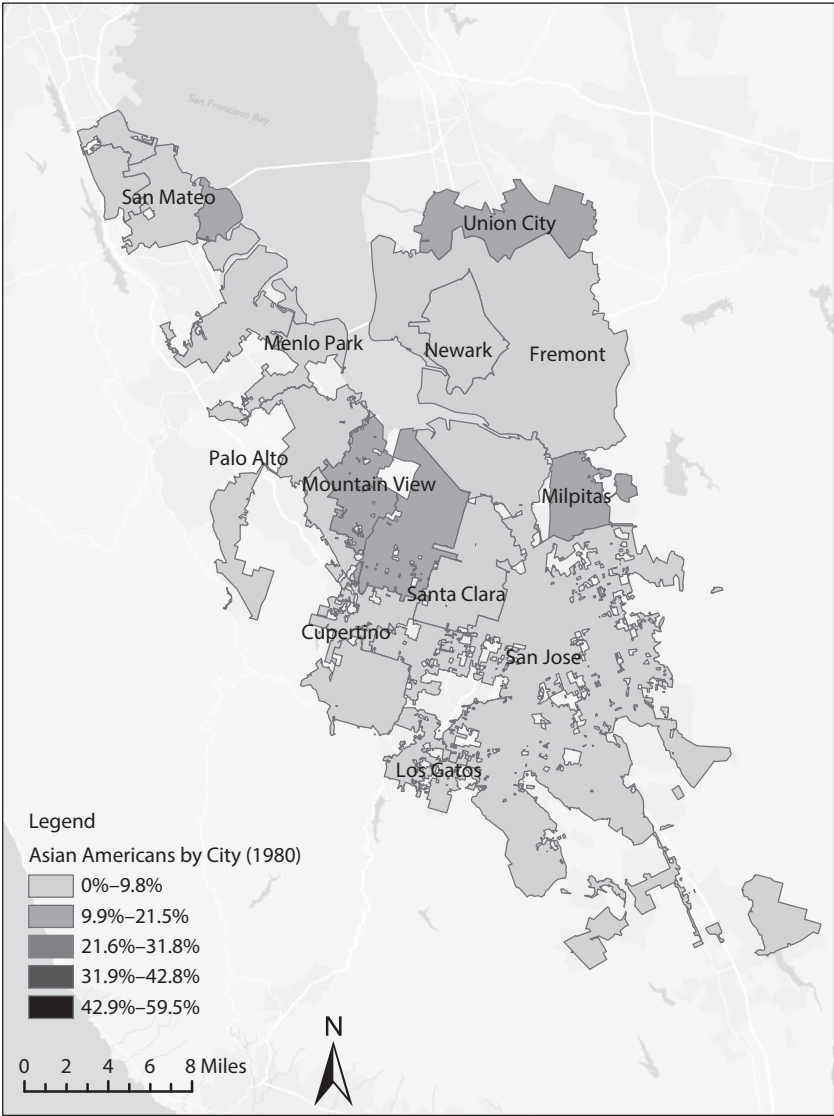 San Francisco Bay
San Mateo
Union City
Menlo Park
Newark
Fremont
Palo Alto
Mountain View
Milpitas
Santa Clara
Cupertino
San Jose
Los Gatos
Legend
Asian Americans by City (1980)
0%–9.8%
9.9%–21.5%
21.6%–31.8%
31.9%–42.8%
42.9%–59.5%
N
0 2 4 6 8 Miles